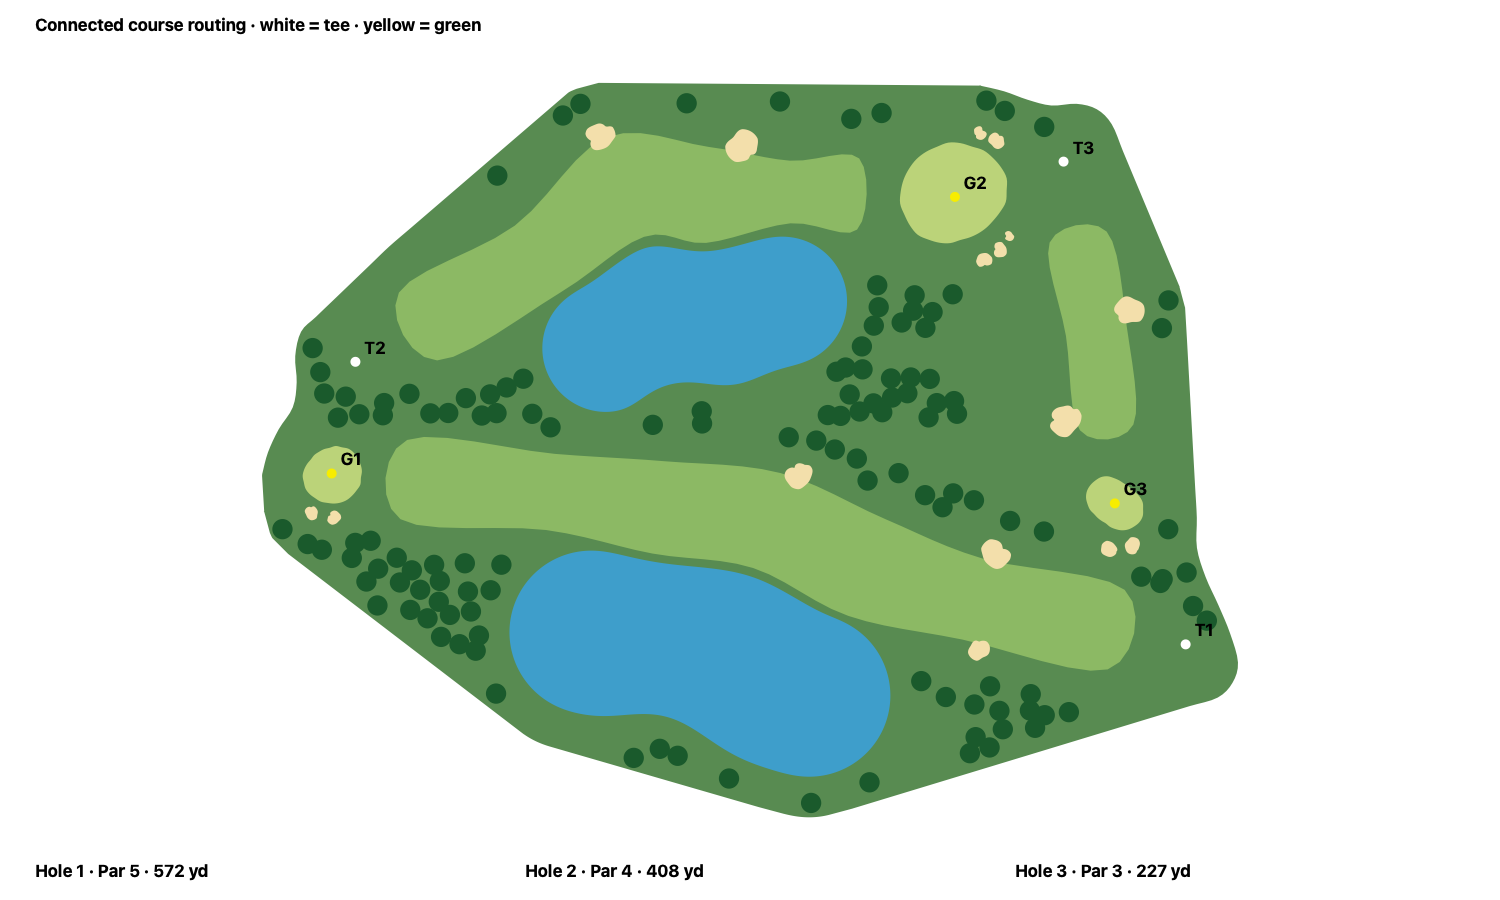 Connected course routing · white = tee · yellow = green
T3
G2
T2
G1
G3
T1
Hole 1 · Par 5 · 572 yd
Hole 2 · Par 4 · 408 yd
Hole 3 · Par 3 · 227 yd